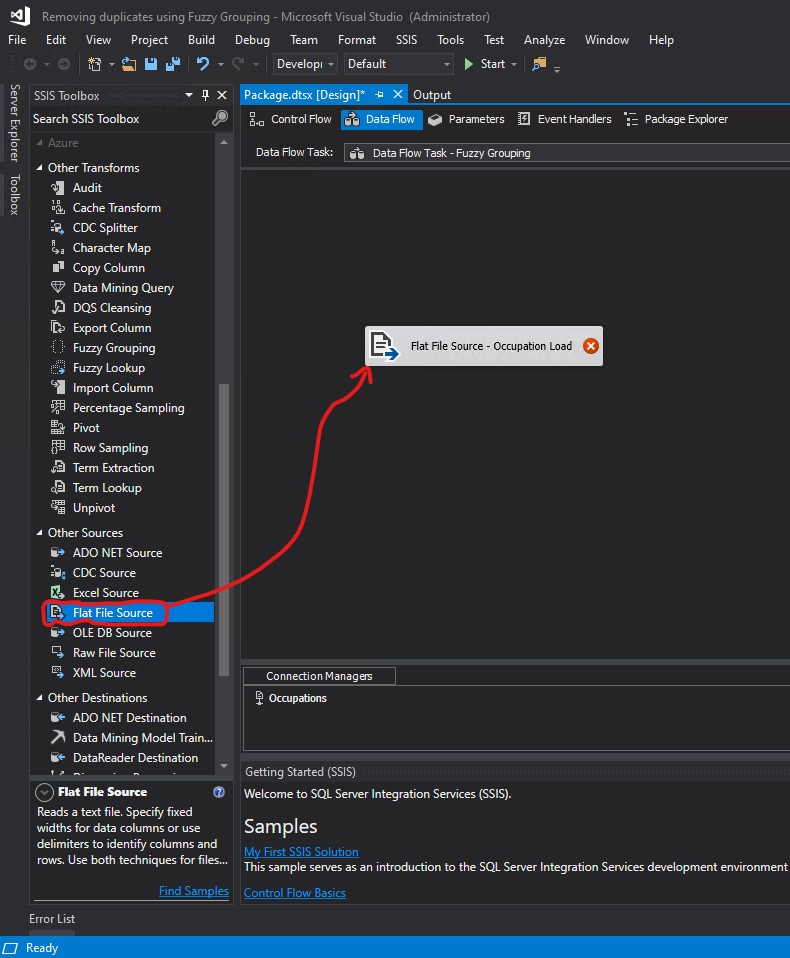 Removing duplicates using Fuzzy Grouping - Microsoft Visual Studio (Administrator)
File Edit View Project Build Debug Team Format SSIS Tools Test Analyze Window Help
Developi Default Start
Server Explorer
Toolbox
SSIS Toolbox
Search SSIS Toolbox
Azure
Other Transforms
Audit
Cache Transform
CDC Splitter
Character Map
Copy Column
Data Mining Query
DQS Cleansing
Export Column
Fuzzy Grouping
Fuzzy Lookup
Import Column
Percentage Sampling
Pivot
Row Sampling
Term Extraction
Term Lookup
Unpivot
Other Sources
ADO NET Source
CDC Source
Excel Source
Flat File Source
OLE DB Source
Raw File Source
XML Source
Other Destinations
ADO NET Destination
Data Mining Model Train...
DataReader Destination
Flat File Source
Reads a text file. Specify fixed
widths for data columns or use
delimiters to identify columns and
rows. Use both techniques for files...
Find Samples
Package.dtsx [Design]* Output
Control Flow Data Flow Parameters Event Handlers Package Explorer
Data Flow Task: Data Flow Task - Fuzzy Grouping
Flat File Source - Occupation Load
Connection Managers
Occupations
Getting Started (SSIS)
Welcome to SQL Server Integration Services (SSIS).
Samples
My First SSIS Solution
This sample serves as an introduction to the SQL Server Integration Services development environment
Control Flow Basics
Error List
Ready